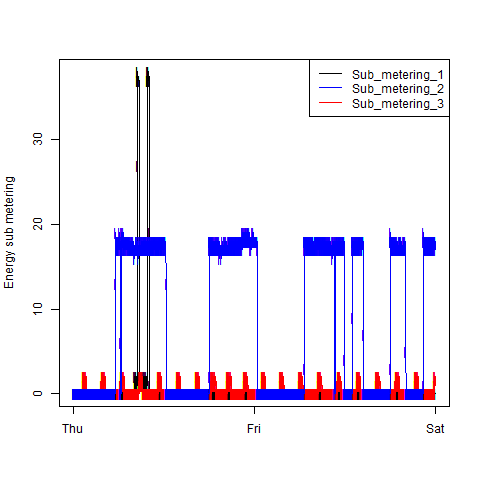 Sub_metering_1
Sub_metering_2
Sub_metering_3
Energy sub metering
30
20
10
0
Thu Fri Sat